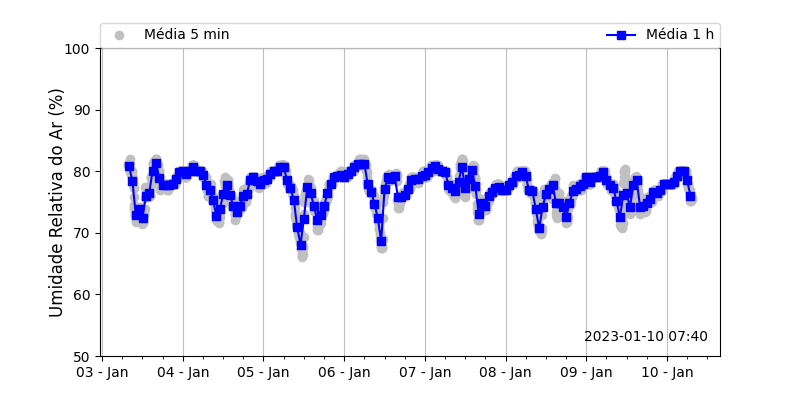 Média 5 min
Média 1 h
Umidade Relativa do Ar (%)
100
90
80
70
60
50
2023-01-10 07:40
03 - Jan
04 - Jan
05 - Jan
06 - Jan
07 - Jan
08 - Jan
09 - Jan
10 - Jan